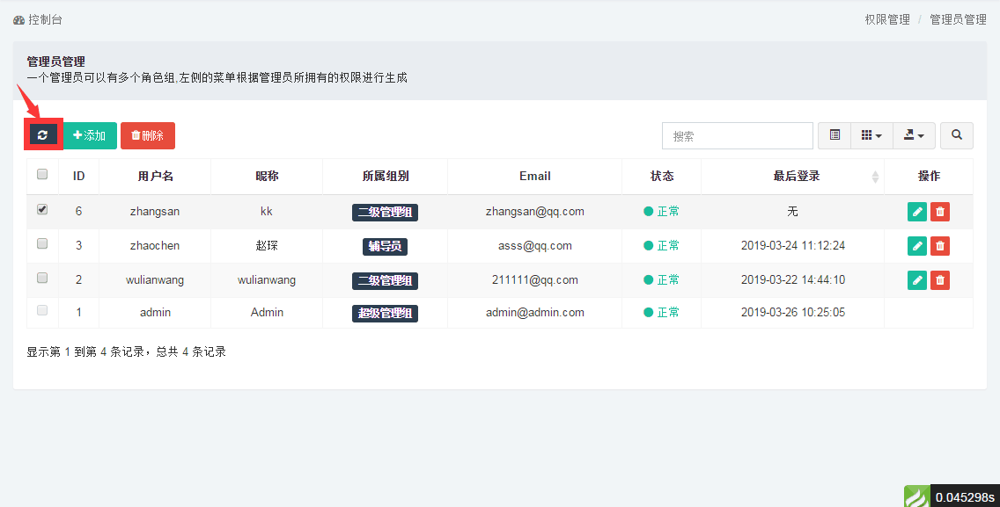 控制台 权限管理 / 管理员管理
管理员管理
一个管理员可以有多个角色组,左侧的菜单根据管理员所拥有的权限进行生成
添加 删除 搜索
ID 用户名 昵称 所属组别 Email 状态 最后登录 操作
6 zhangsan kk 二级管理组 zhangsan@qq.com 正常 无
3 zhaochen 赵琛 辅导员 asss@qq.com 正常 2019-03-24 11:12:24
2 wulianwang wulianwang 二级管理组 211111@qq.com 正常 2019-03-22 14:44:10
1 admin Admin 超级管理组 admin@admin.com 正常 2019-03-26 10:25:05
显示第 1 到第 4 条记录，总共 4 条记录
0.045298s